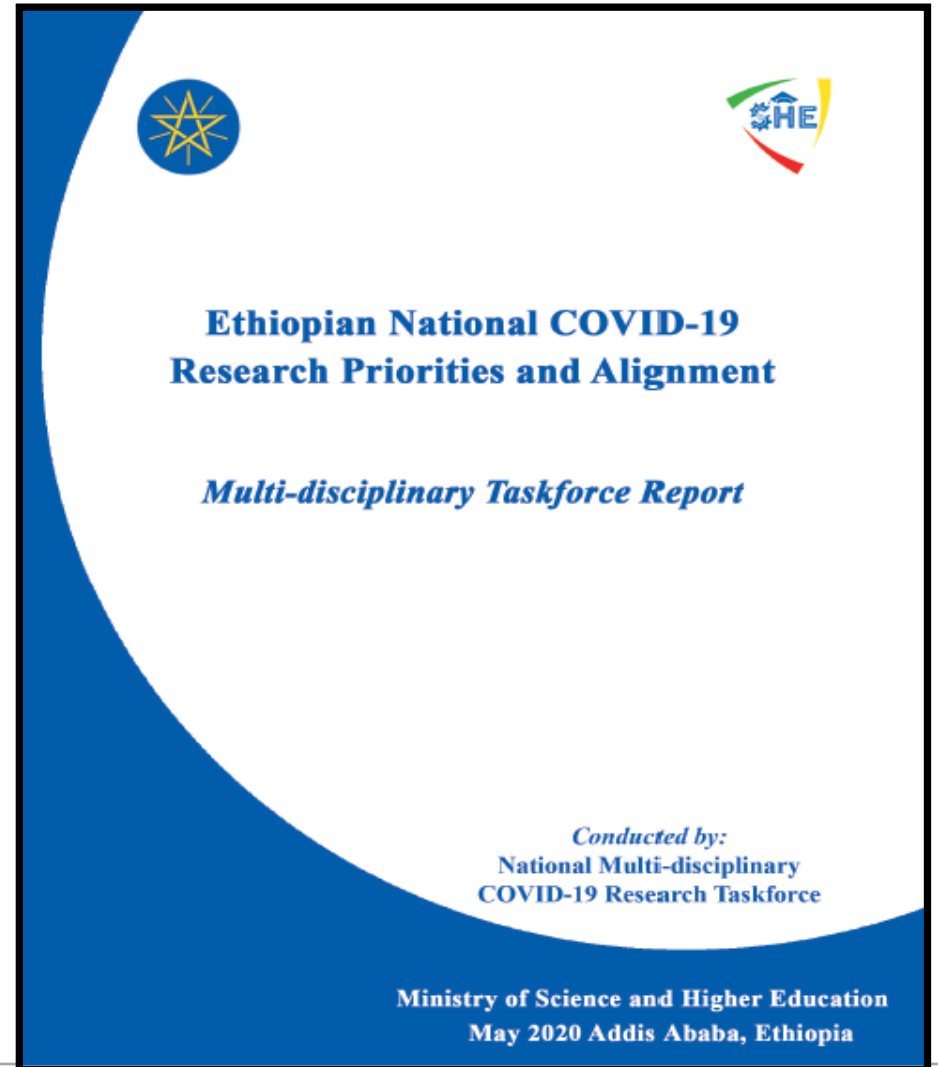 SHE
Ethiopian National COVID-19
Research Priorities and Alignment
Multi-disciplinary Taskforce Report
Conducted by:
National Multi-disciplinary
COVID-19 Research Taskforce
Ministry of Science and Higher Education
May 2020 Addis Ababa, Ethiopia